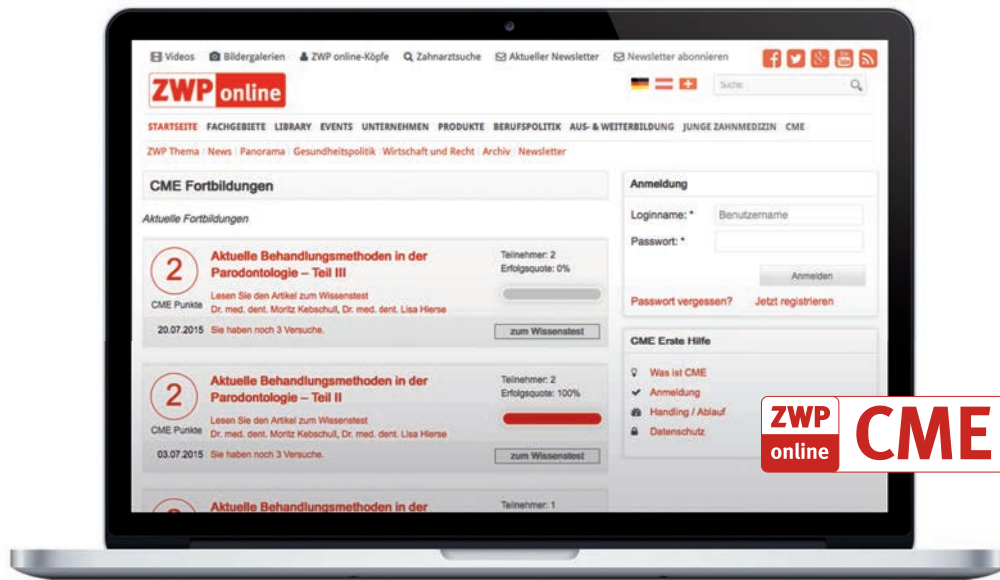 Videos Bildergalerien ZWP online-Köpfe Zahnarztsuche Aktueller Newsletter Newsletter abonnieren
ZWP online
Suche
STARTSEITE FACHGEBIETE LIBRARY EVENTS UNTERNEHMEN PRODUKTE BERUFSPOLITIK AUS- & WEITERBILDUNG JUNGE ZAHNMEDIZIN CME
ZWP Thema News Panorama Gesundheitspolitik Wirtschaft und Recht Archiv Newsletter
CME Fortbildungen
Aktuelle Fortbildungen
2
CME Punkte
Aktuelle Behandlungsmethoden in der
Parodontologie – Teil III
Lesen Sie den Artikel zum Wissenstest
Dr. med. dent. Moritz Kebschull, Dr. med. dent. Lisa Hierse
Teilnehmer: 2
Erfolgsquote: 0%
20.07.2015 Sie haben noch 3 Versuche.
zum Wissenstest
2
CME Punkte
Aktuelle Behandlungsmethoden in der
Parodontologie – Teil II
Lesen Sie den Artikel zum Wissenstest
Dr. med. dent. Moritz Kebschull, Dr. med. dent. Lisa Hierse
Teilnehmer: 2
Erfolgsquote: 100%
03.07.2015 Sie haben noch 3 Versuche.
zum Wissenstest
Aktuelle Behandlungsmethoden in der
Teilnehmer: 1
Anmeldung
Loginname: * Benutzername
Passwort: *
Anmelden
Passwort vergessen? Jetzt registrieren
CME Erste Hilfe
Was ist CME
Anmeldung
Handling / Ablauf
Datenschutz
ZWP
online
CME